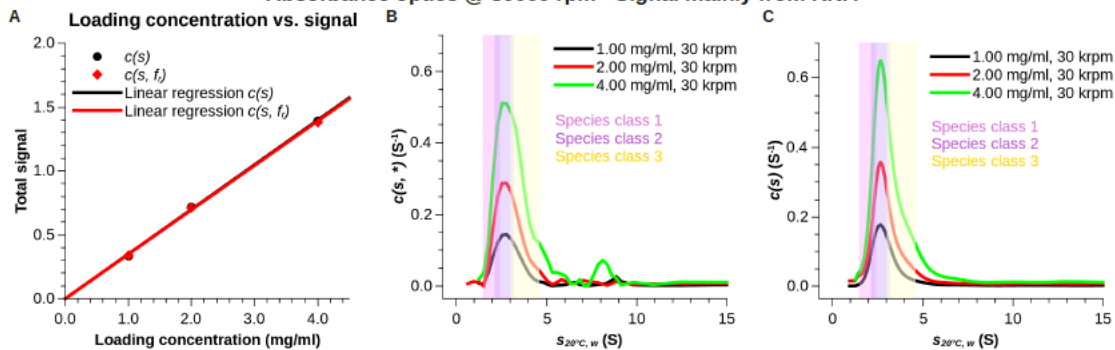 A
Loading concentration vs. signal
2.0
1.5
1.0
0.5
0.0
Total signal
c(s)
c(s, fᵣ)
Linear regression c(s)
Linear regression c(s, fᵣ)
0.0 1.0 2.0 3.0 4.0
Loading concentration (mg/ml)
B
0.6
0.4
0.2
0.0
c(s, *) (S⁻¹)
1.00 mg/ml, 30 krpm
2.00 mg/ml, 30 krpm
4.00 mg/ml, 30 krpm
Species class 1
Species class 2
Species class 3
0 5 10 15
s20°C, w (S)
C
0.6
0.4
0.2
0.0
c(s) (S⁻¹)
1.00 mg/ml, 30 krpm
2.00 mg/ml, 30 krpm
4.00 mg/ml, 30 krpm
Species class 1
Species class 2
Species class 3
0 5 10 15
s20°C, w (S)